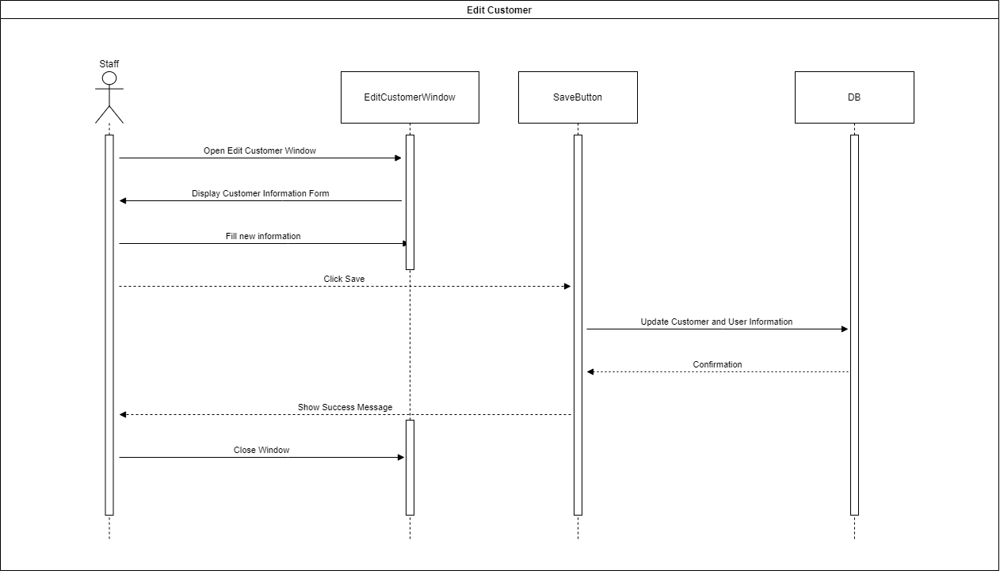 Edit Customer
Staff
EditCustomerWindow
SaveButton
DB
Open Edit Customer Window
Display Customer Information Form
Fill new information
Click Save
Update Customer and User Information
Confirmation
Show Success Message
Close Window